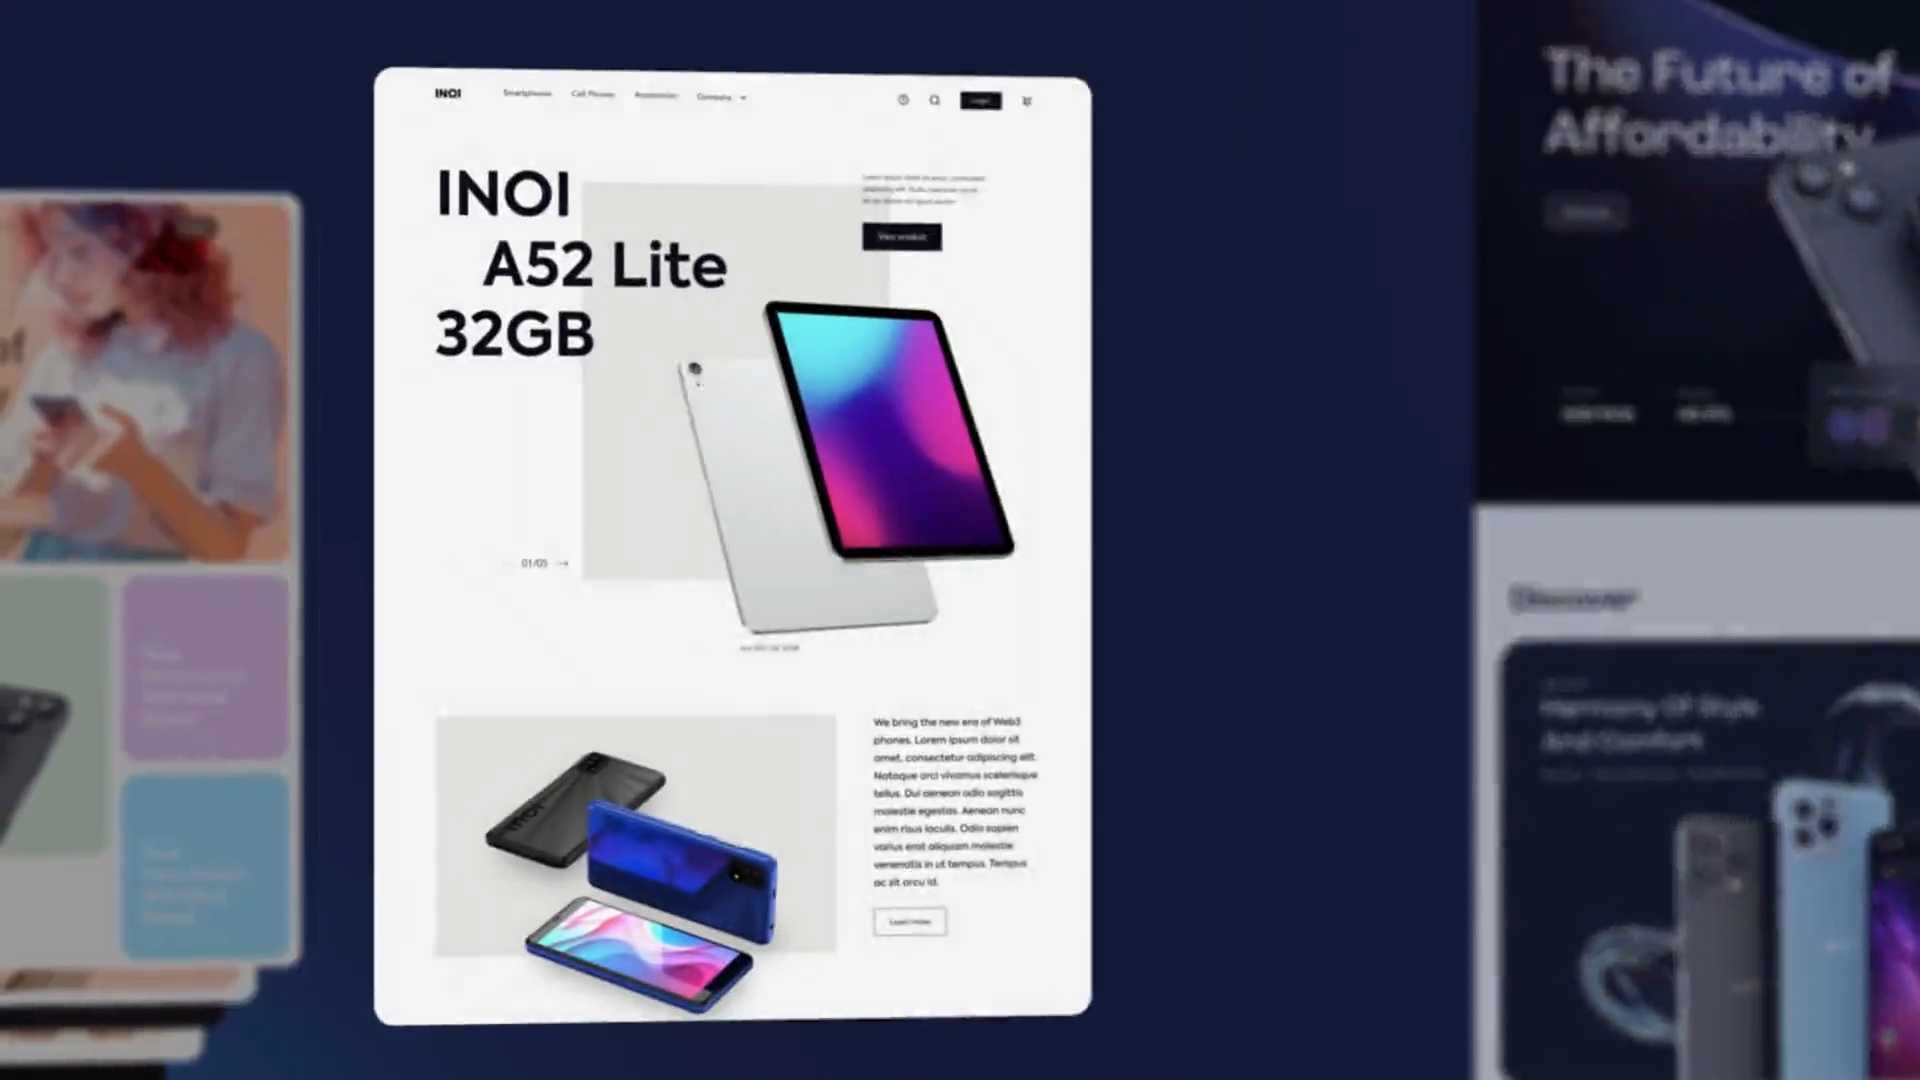 The Future of
Affordability
INOI
Smartphones
Cell Phones
Accessories
Company
Login
INOI
A52 Lite
32GB
View product
01/05
We bring the new era of Web3
phones. Lorem ipsum dolor sit
amet, consectetur adipiscing elit.
Natoque orci vivamus scelerisque
tellus. Dui aenean odio sagittis
molestie egestas. Aenean nunc
enim risus iaculis. Odio sapien
varius erat aliquam molestie
venenatis in ut tempus. Tempus
ac sit arcu id.
Learn more
INOI
Discover
Harmony Of Style
And Comfort
of